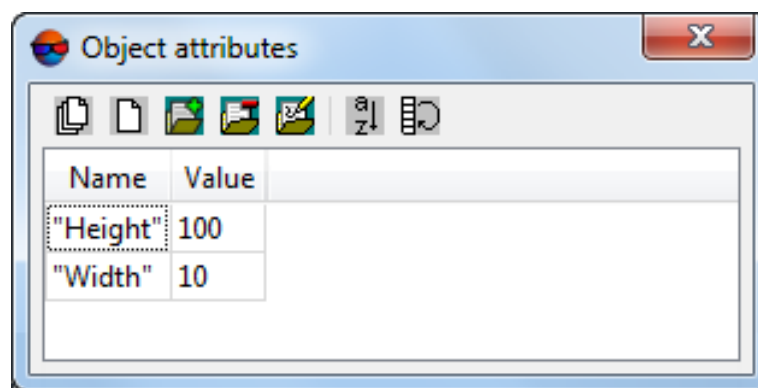 Object attributes
a
z
Name Value
"Height" 100
"Width" 10